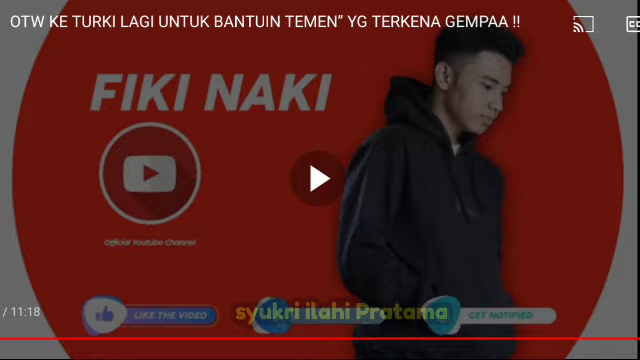 OTW KE TURKI LAGI UNTUK BANTUIN TEMEN” YG TERKENA GEMPAA !!
CC
FIKI NAKI
Official Youtube Channel
/ 11:18
LIKE THE VIDEO
syukri ilahi Pratama
GET NOTIFIED